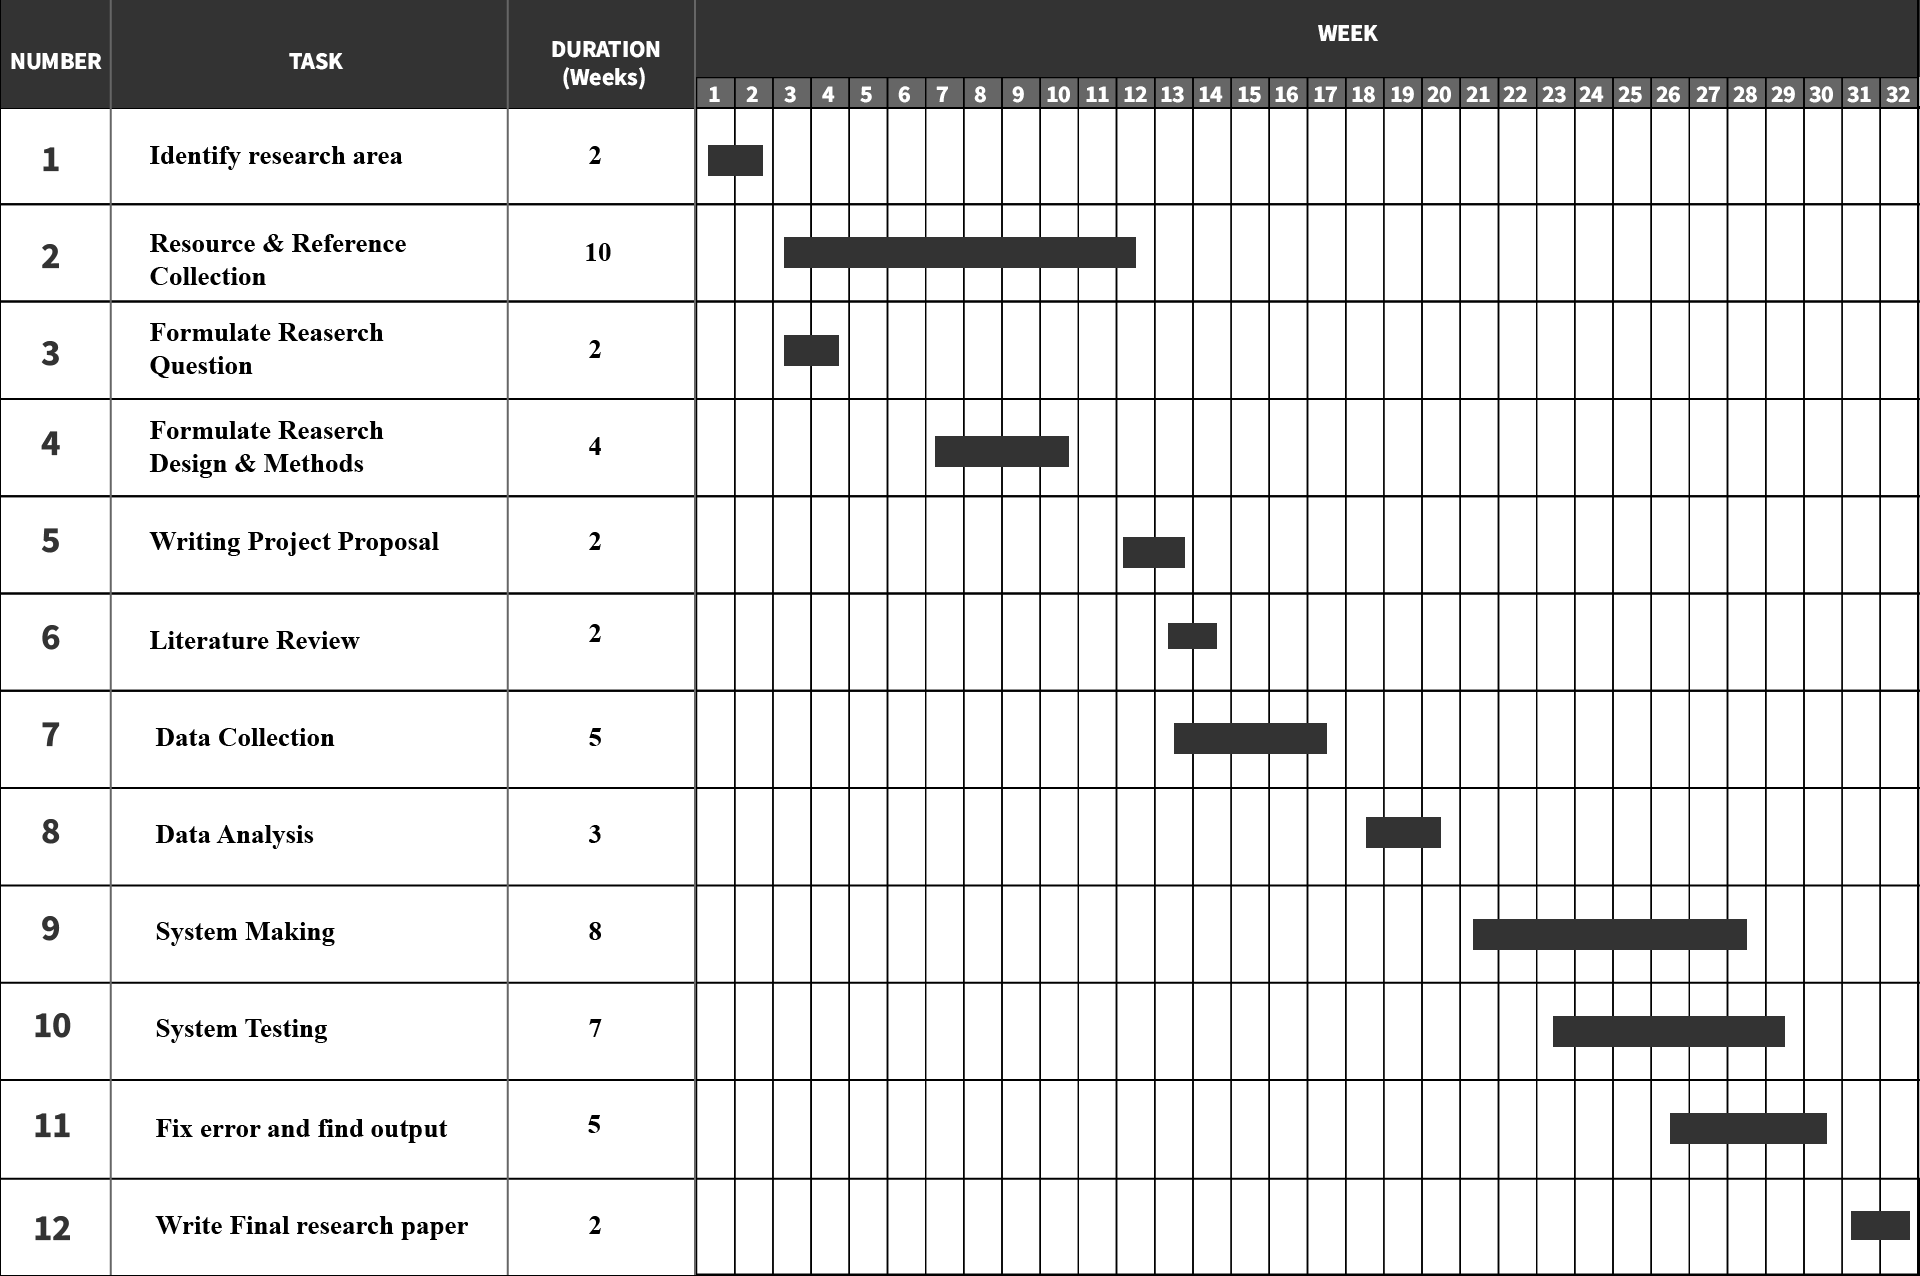 NUMBER
TASK
DURATION
(Weeks)
WEEK
1 2 3 4 5 6 7 8 9 10 11 12 13 14 15 16 17 18 19 20 21 22 23 24 25 26 27 28 29 30 31 32
1 Identify research area 2
2 Resource & Reference 10
Collection
3 Formulate Reaserch 2
Question
4 Formulate Reaserch 4
Design & Methods
5 Writing Project Proposal 2
6 Literature Review 2
7 Data Collection 5
8 Data Analysis 3
9 System Making 8
10 System Testing 7
11 Fix error and find output 5
12 Write Final research paper 2